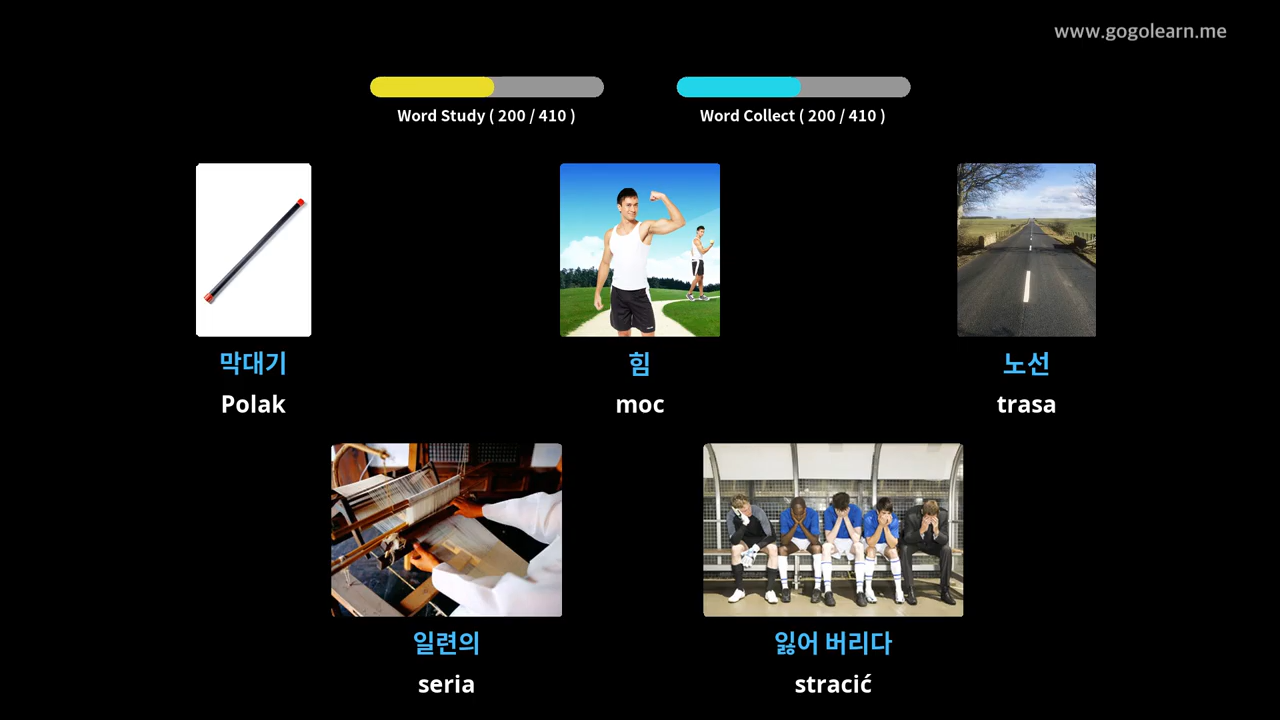 www.gogolearn.me
Word Study ( 200 / 410 )
Word Collect ( 200 / 410 )
막대기
Polak
힘
moc
노선
trasa
일련의
seria
잃어 버리다
stracić